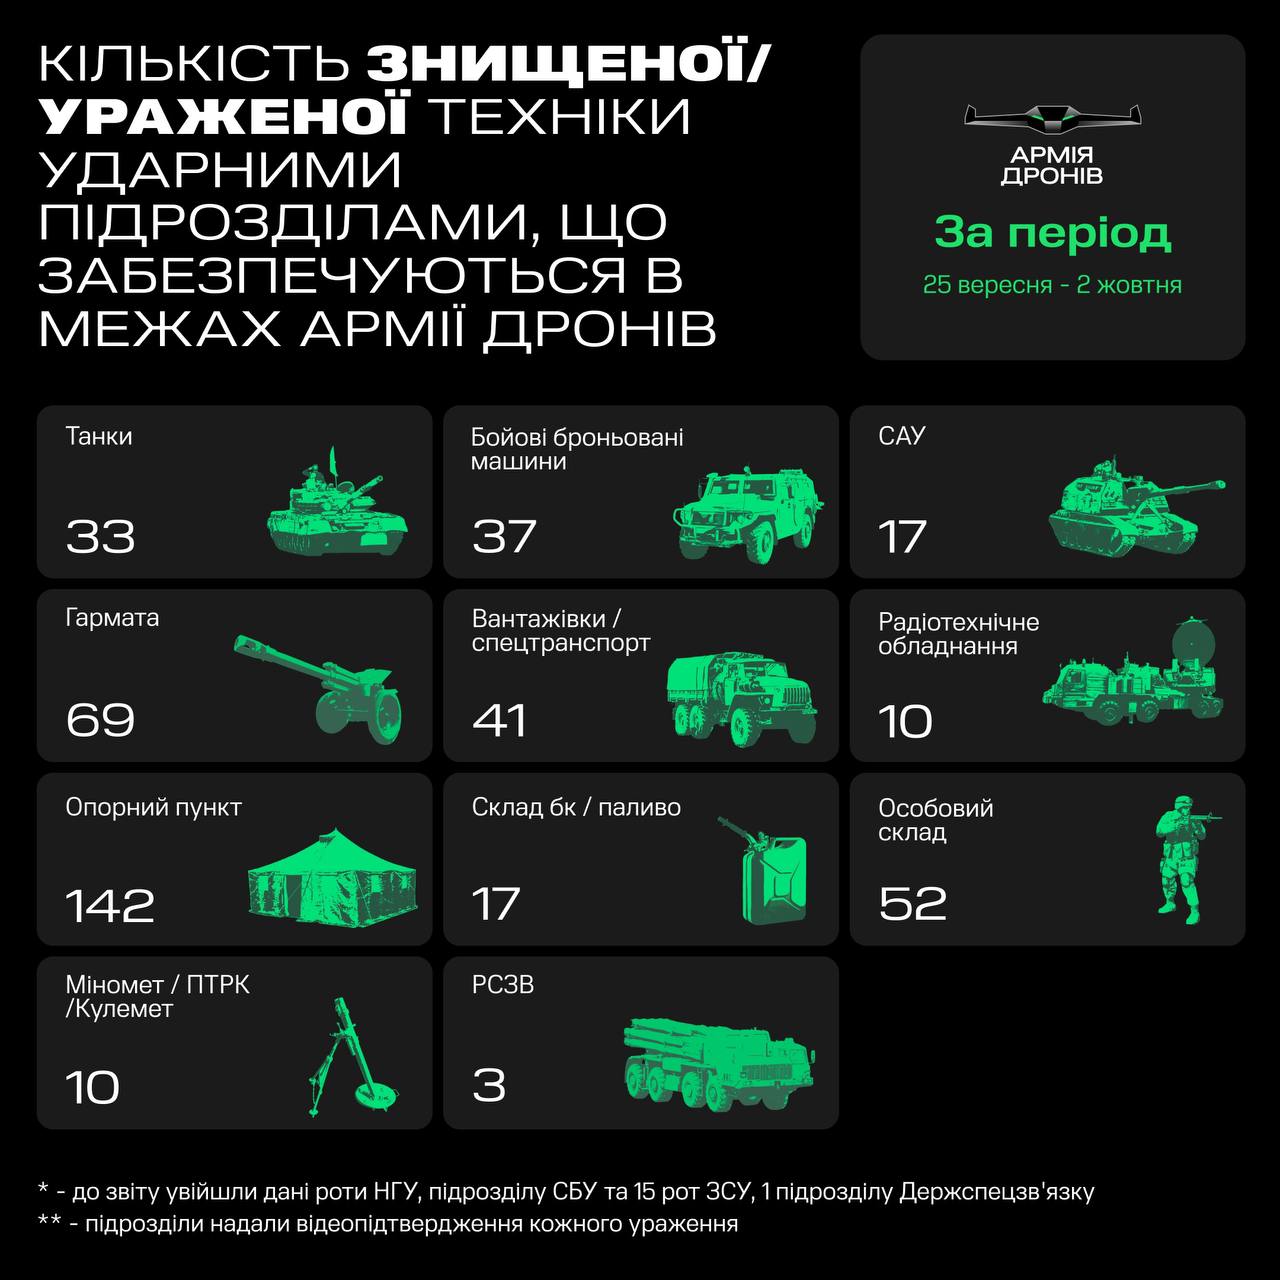 КІЛЬКІСТЬ ЗНИЩЕНОЇ/
УРАЖЕНОЇ ТЕХНІКИ
УДАРНИМИ
ПІДРОЗДІЛАМИ, ЩО
ЗАБЕЗПЕЧУЮТЬСЯ В
МЕЖАХ АРМІЇ ДРОНІВ
АРМІЯ
ДРОНІВ
За період
25 вересня - 2 жовтня
Танки
33
Бойові броньовані
машини
37
САУ
17
Гармата
69
Вантажівки /
спецтранспорт
41
Радіотехнічне
обладнання
10
Опорний пункт
142
Склад бк / паливо
17
Особовий
склад
52
Міномет / ПТРК
/Кулемет
10
РСЗВ
3
* - до звіту увійшли дані роти НГУ, підрозділу СБУ та 15 рот ЗСУ, 1 підрозділу Держспецзв'язку
** - підрозділи надали відеопідтвердження кожного ураження